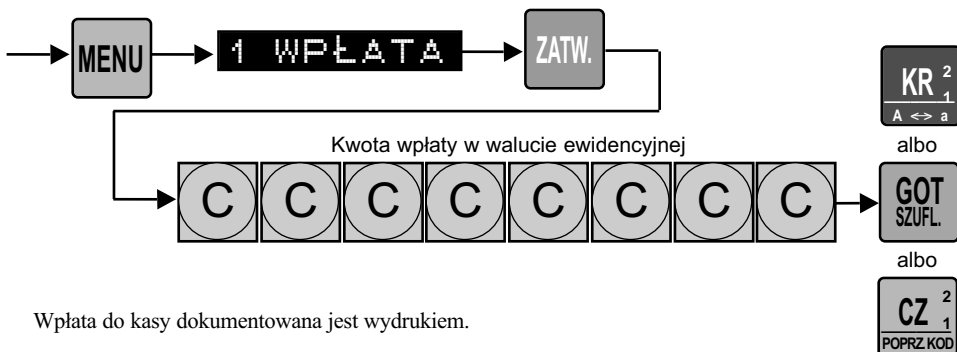 MENU
1 WPŁATA
ZATW.
Kwota wpłaty w walucie ewidencyjnej
C C C C C C C C
KR 2
1
A <-> a
albo
GOT
SZUFL.
albo
CZ 2
1
POPRZ. KOD
Wpłata do kasy dokumentowana jest wydrukiem.